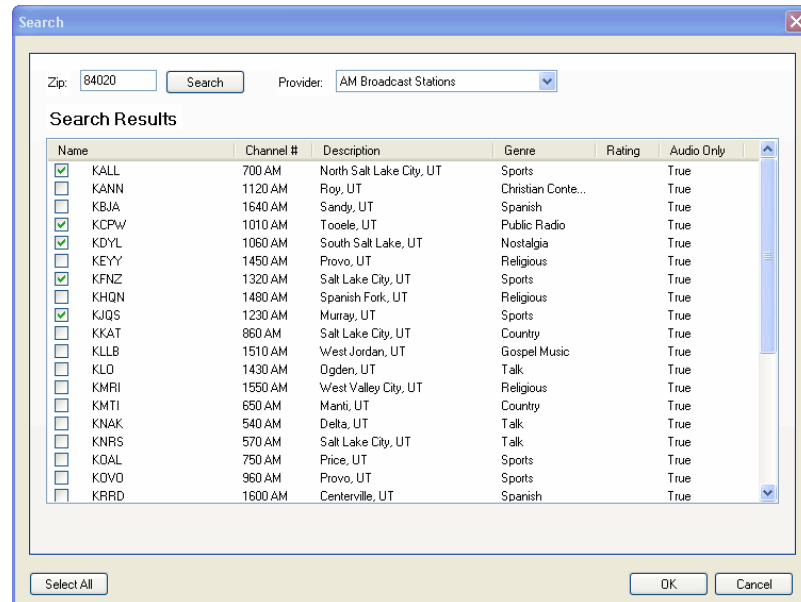 Search
Zip: 84020 Search Provider: AM Broadcast Stations
Search Results
Name Channel # Description Genre Rating Audio Only
KALL 700 AM North Salt Lake City, UT Sports True
KANN 1120 AM Roy, UT Christian Conte... True
KBJA 1640 AM Sandy, UT Spanish True
KCPW 1010 AM Tooele, UT Public Radio True
KDYL 1060 AM South Salt Lake, UT Nostalgia True
KEYY 1450 AM Provo, UT Religious True
KFNZ 1320 AM Salt Lake City, UT Sports True
KHQN 1480 AM Spanish Fork, UT Religious True
KJQS 1230 AM Murray, UT Sports True
KKAT 860 AM Salt Lake City, UT Country True
KLLB 1510 AM West Jordan, UT Gospel Music True
KLO 1430 AM Ogden, UT Talk True
KMRI 1550 AM West Valley City, UT Religious True
KMTI 650 AM Manti, UT Country True
KNAK 540 AM Delta, UT Talk True
KNRS 570 AM Salt Lake City, UT Talk True
KOAL 750 AM Price, UT Sports True
KOVO 960 AM Provo, UT Sports True
KRRD 1600 AM Centerville, UT Spanish True
Select All OK Cancel